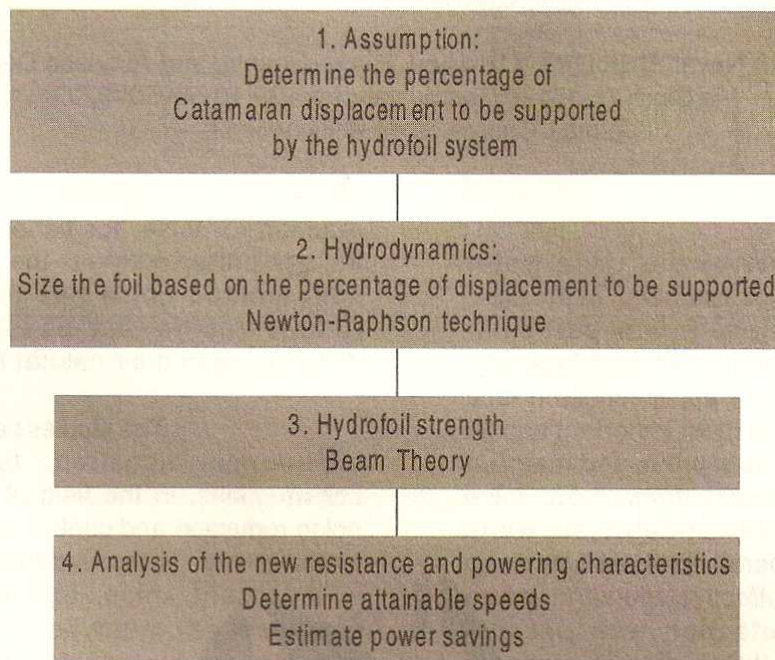 1. Assumption:
Determine the percentage of
Catamaran displacement to be supported
by the hydrofoil system
2. Hydrodynamics:
Size the foil based on the percentage of displacement to be supported
Newton-Raphson technique
3. Hydrofoil strength
Beam Theory
4. Analysis of the new resistance and powering characteristics
Determine attainable speeds
Estimate power savings